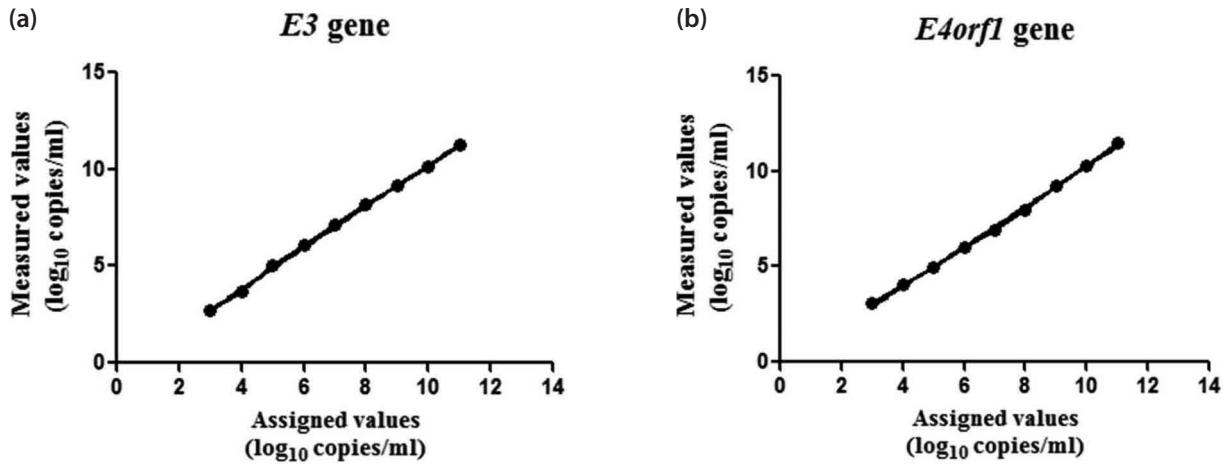 (a)
E3 gene
Measured values
(log10 copies/ml)
15
10
5
0
0 2 4 6 8 10 12 14
Assigned values
(log10 copies/ml)
(b)
E4orf1 gene
Measured values
(log10 copies/ml)
15
10
5
0
0 2 4 6 8 10 12 14
Assigned values
(log10 copies/ml)